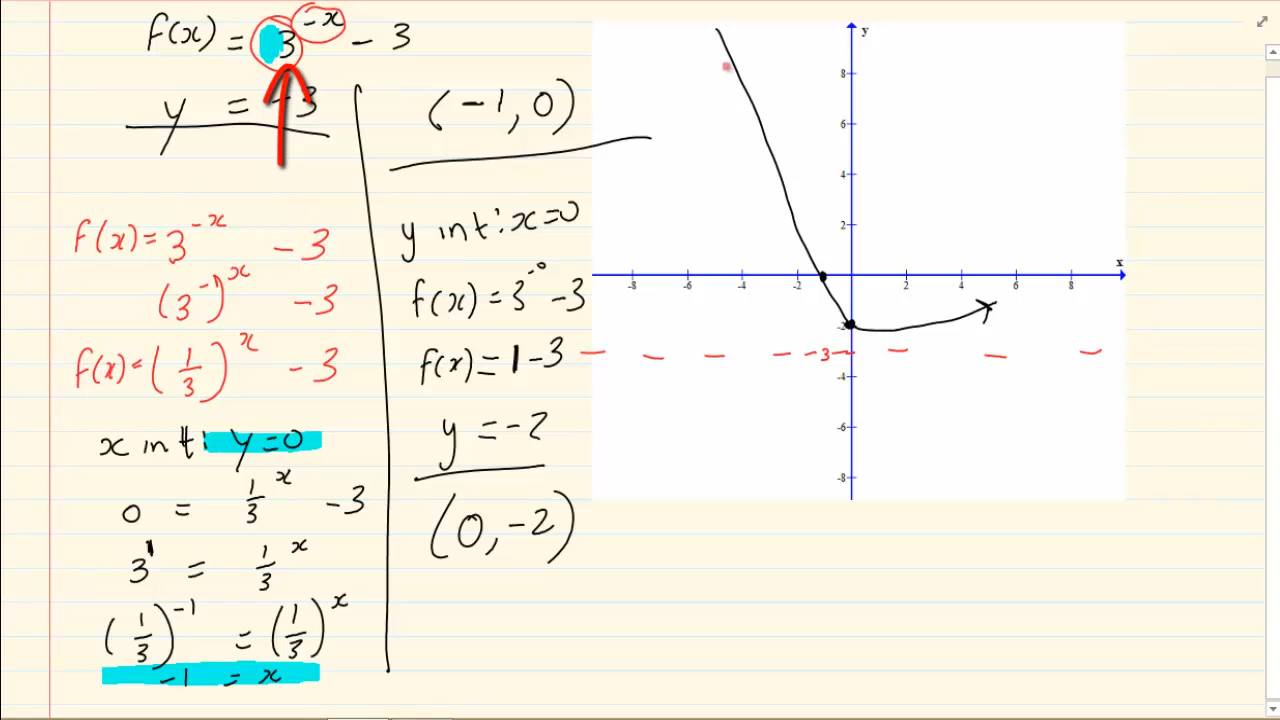 f(x) = 3^{-x} - 3
y = -3
f(x) = 3^{-x} - 3
(3^{-1})^x - 3
f(x) = (1/3)^x - 3
x int: y = 0
0 = 1/3^x - 3
3^1 = 1/3^x
(1/3)^{-1} = (1/3)^x
-1 = x
(-1, 0)
y int: x = 0
f(x) = 3^{-0} - 3
f(x) = 1 - 3
y = -2
(0, -2)
y
8
6
4
2
x
-8 -6 -4 -2 2 4 6 8
-2
-3
-4
-6
-8